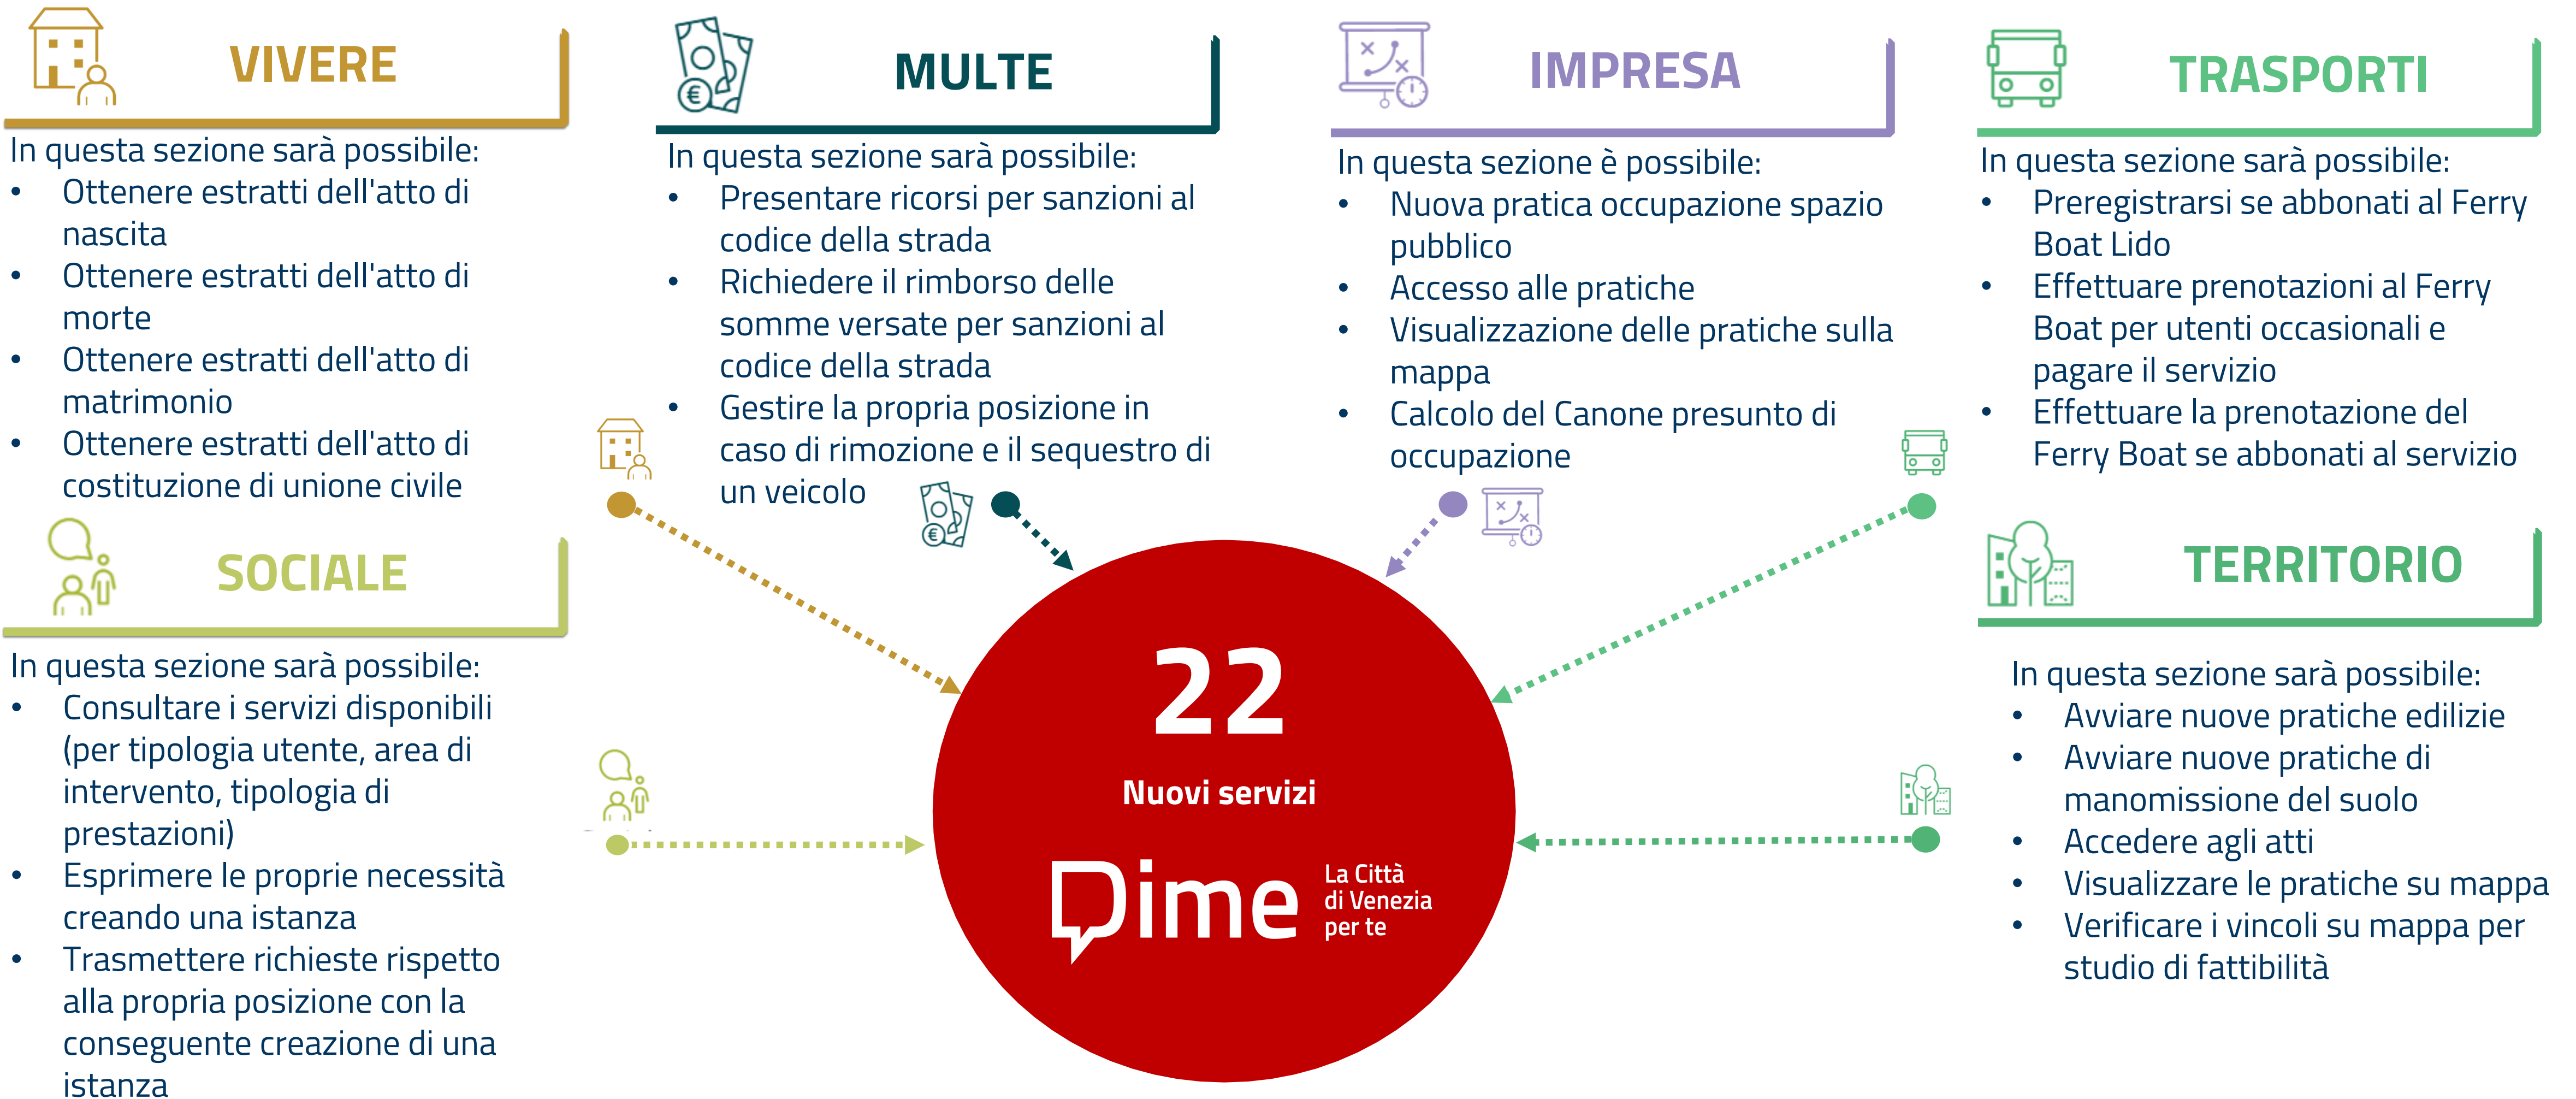 VIVERE
In questa sezione sarà possibile:
• Ottenere estratti dell'atto di
nascita
• Ottenere estratti dell'atto di
morte
• Ottenere estratti dell'atto di
matrimonio
• Ottenere estratti dell'atto di
costituzione di unione civile
MULTE
In questa sezione sarà possibile:
• Presentare ricorsi per sanzioni al
codice della strada
• Richiedere il rimborso delle
somme versate per sanzioni al
codice della strada
• Gestire la propria posizione in
caso di rimozione e il sequestro di
un veicolo
IMPRESA
In questa sezione è possibile:
• Nuova pratica occupazione spazio
pubblico
• Accesso alle pratiche
• Visualizzazione delle pratiche sulla
mappa
• Calcolo del Canone presunto di
occupazione
TRASPORTI
In questa sezione sarà possibile:
• Preregistrarsi se abbonati al Ferry
Boat Lido
• Effettuare prenotazioni al Ferry
Boat per utenti occasionali e
pagare il servizio
• Effettuare la prenotazione del
Ferry Boat se abbonati al servizio
SOCIALE
In questa sezione sarà possibile:
• Consultare i servizi disponibili
(per tipologia utente, area di
intervento, tipologia di
prestazioni)
• Esprimere le proprie necessità
creando una istanza
• Trasmettere richieste rispetto
alla propria posizione con la
conseguente creazione di una
istanza
22
Nuovi servizi
Dime
La Città
di Venezia
per te
TERRITORIO
In questa sezione sarà possibile:
• Avviare nuove pratiche edilizie
• Avviare nuove pratiche di
manomissione del suolo
• Accedere agli atti
• Visualizzare le pratiche su mappa
• Verificare i vincoli su mappa per
studio di fattibilità